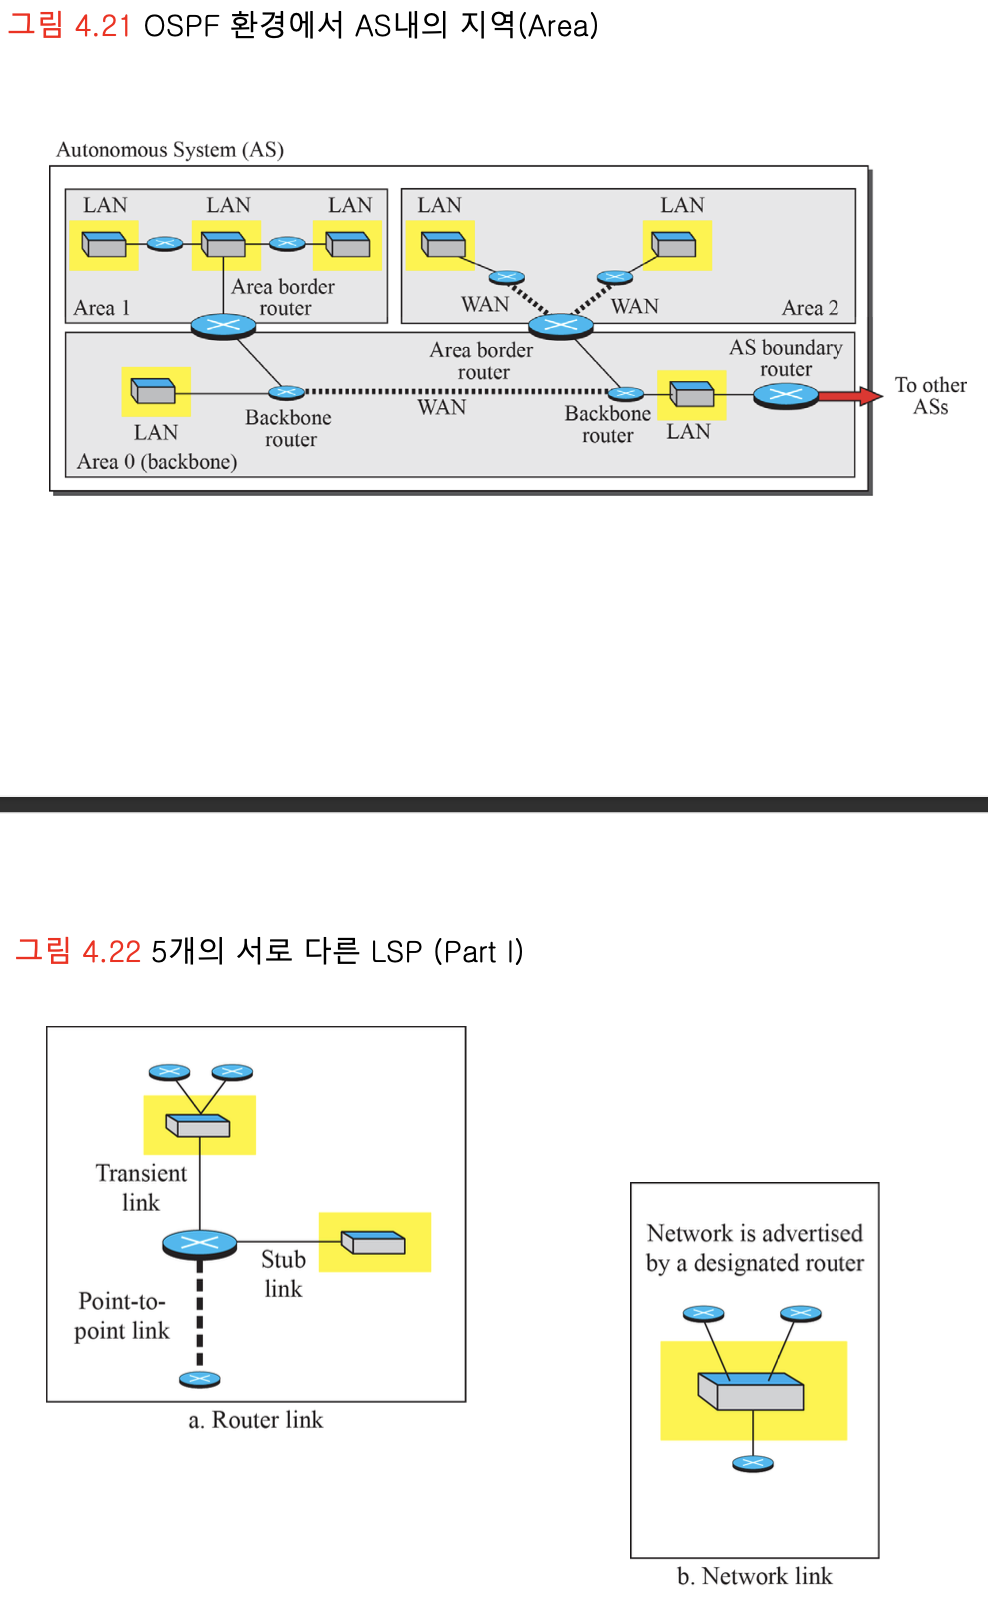 그림 4.21 OSPF 환경에서 AS내의 지역(Area)
Autonomous System (AS)
LAN
LAN
LAN
Area border
router
Area 1
LAN
LAN
WAN
WAN
Area 2
Area border
router
AS boundary
router
To other
ASs
LAN
Backbone
router
WAN
Backbone
router
LAN
Area 0 (backbone)
그림 4.22 5개의 서로 다른 LSP (Part I)
Transient
link
Stub
link
Point-to-
point link
a. Router link
Network is advertised
by a designated router
b. Network link